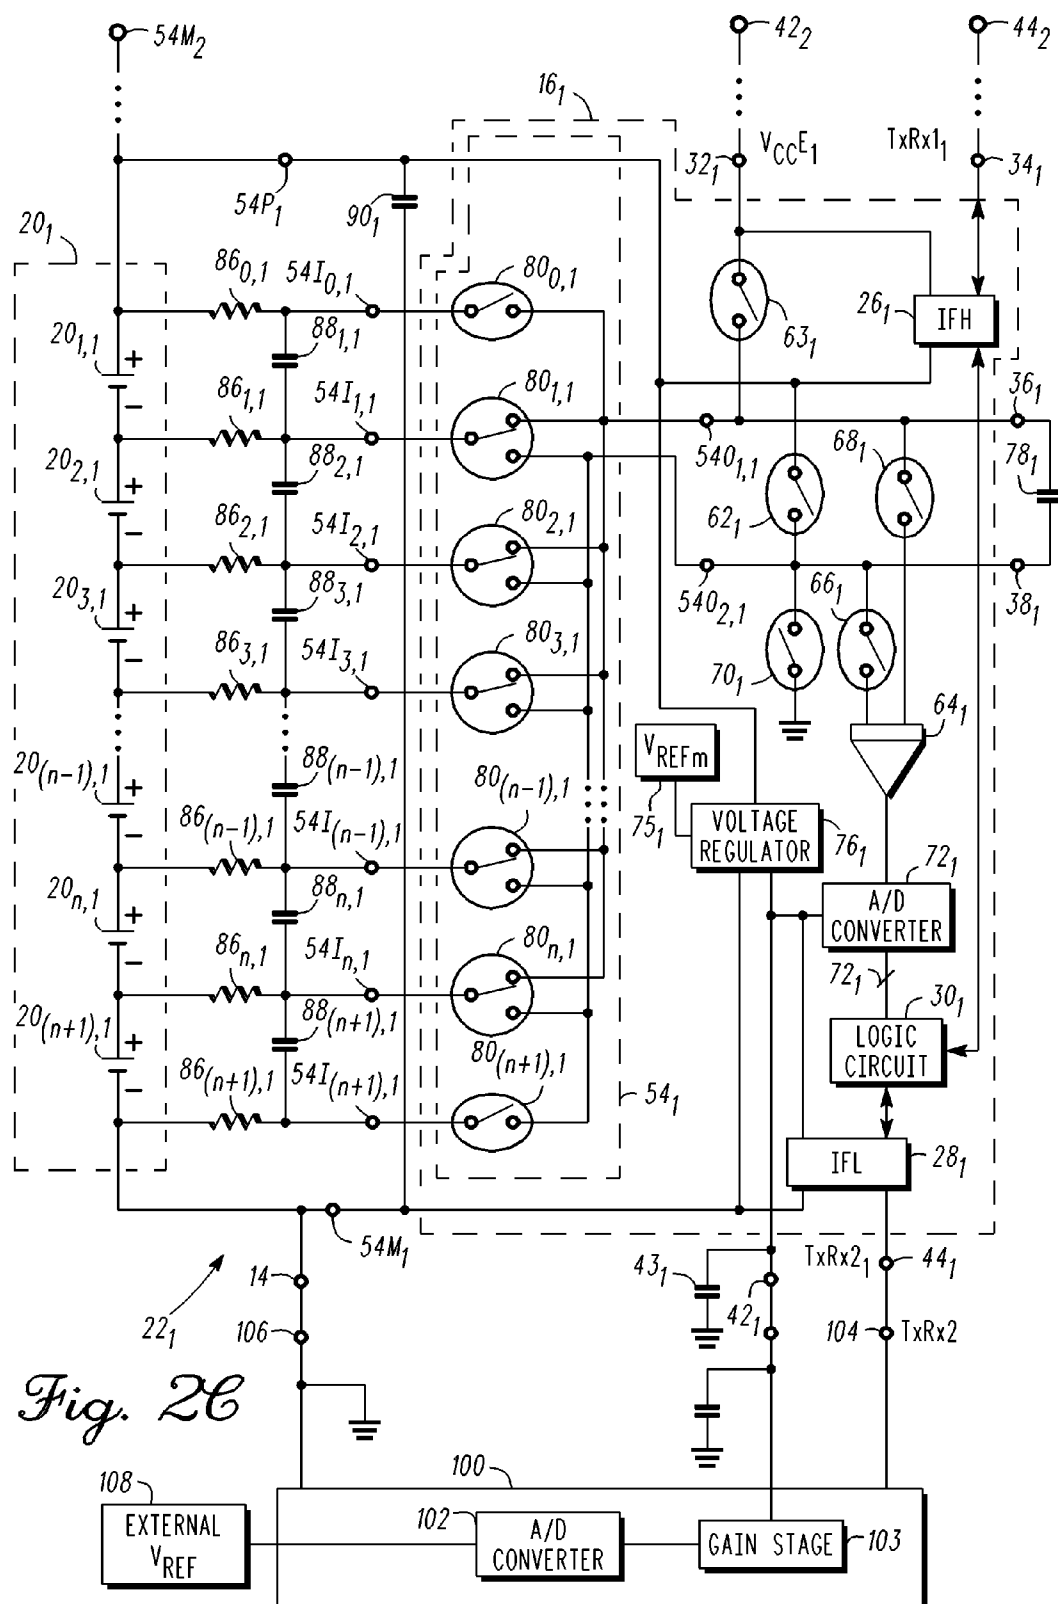 54M₂
42₂
44₂
16₁
V_CC E₁
TxRx1₁
32₁
34₁
54P₁
90₁
20₁
86₀,₁
54I₀,₁
80₀,₁
63₁
26₁
IFH
20₁,₁
+
−
88₁,₁
86₁,₁
54I₁,₁
80₁,₁
36₁
540₁,₁
68₁
78₁
20₂,₁
+
−
88₂,₁
86₂,₁
54I₂,₁
80₂,₁
62₁
540₂,₁
66₁
38₁
20₃,₁
+
−
88₃,₁
86₃,₁
54I₃,₁
80₃,₁
70₁
64₁
V_REFm
75₁
20₍ₙ₋₁₎,₁
+
−
88₍ₙ₋₁₎,₁
80₍ₙ₋₁₎,₁
86₍ₙ₋₁₎,₁
54I₍ₙ₋₁₎,₁
VOLTAGE
REGULATOR
76₁
72₁
A/D
CONVERTER
20ₙ,₁
+
−
88ₙ,₁
86ₙ,₁
54Iₙ,₁
80ₙ,₁
72₁
30₁
LOGIC
CIRCUIT
20₍ₙ₊₁₎,₁
+
−
88₍ₙ₊₁₎,₁
80₍ₙ₊₁₎,₁
86₍ₙ₊₁₎,₁
54I₍ₙ₊₁₎,₁
54₁
IFL
28₁
54M₁
14
43₁
42₁
TxRx2₁
44₁
22₁
106
104
TxRx2
Fig. 2C
108
100
EXTERNAL
V_REF
102
A/D
CONVERTER
GAIN STAGE
103